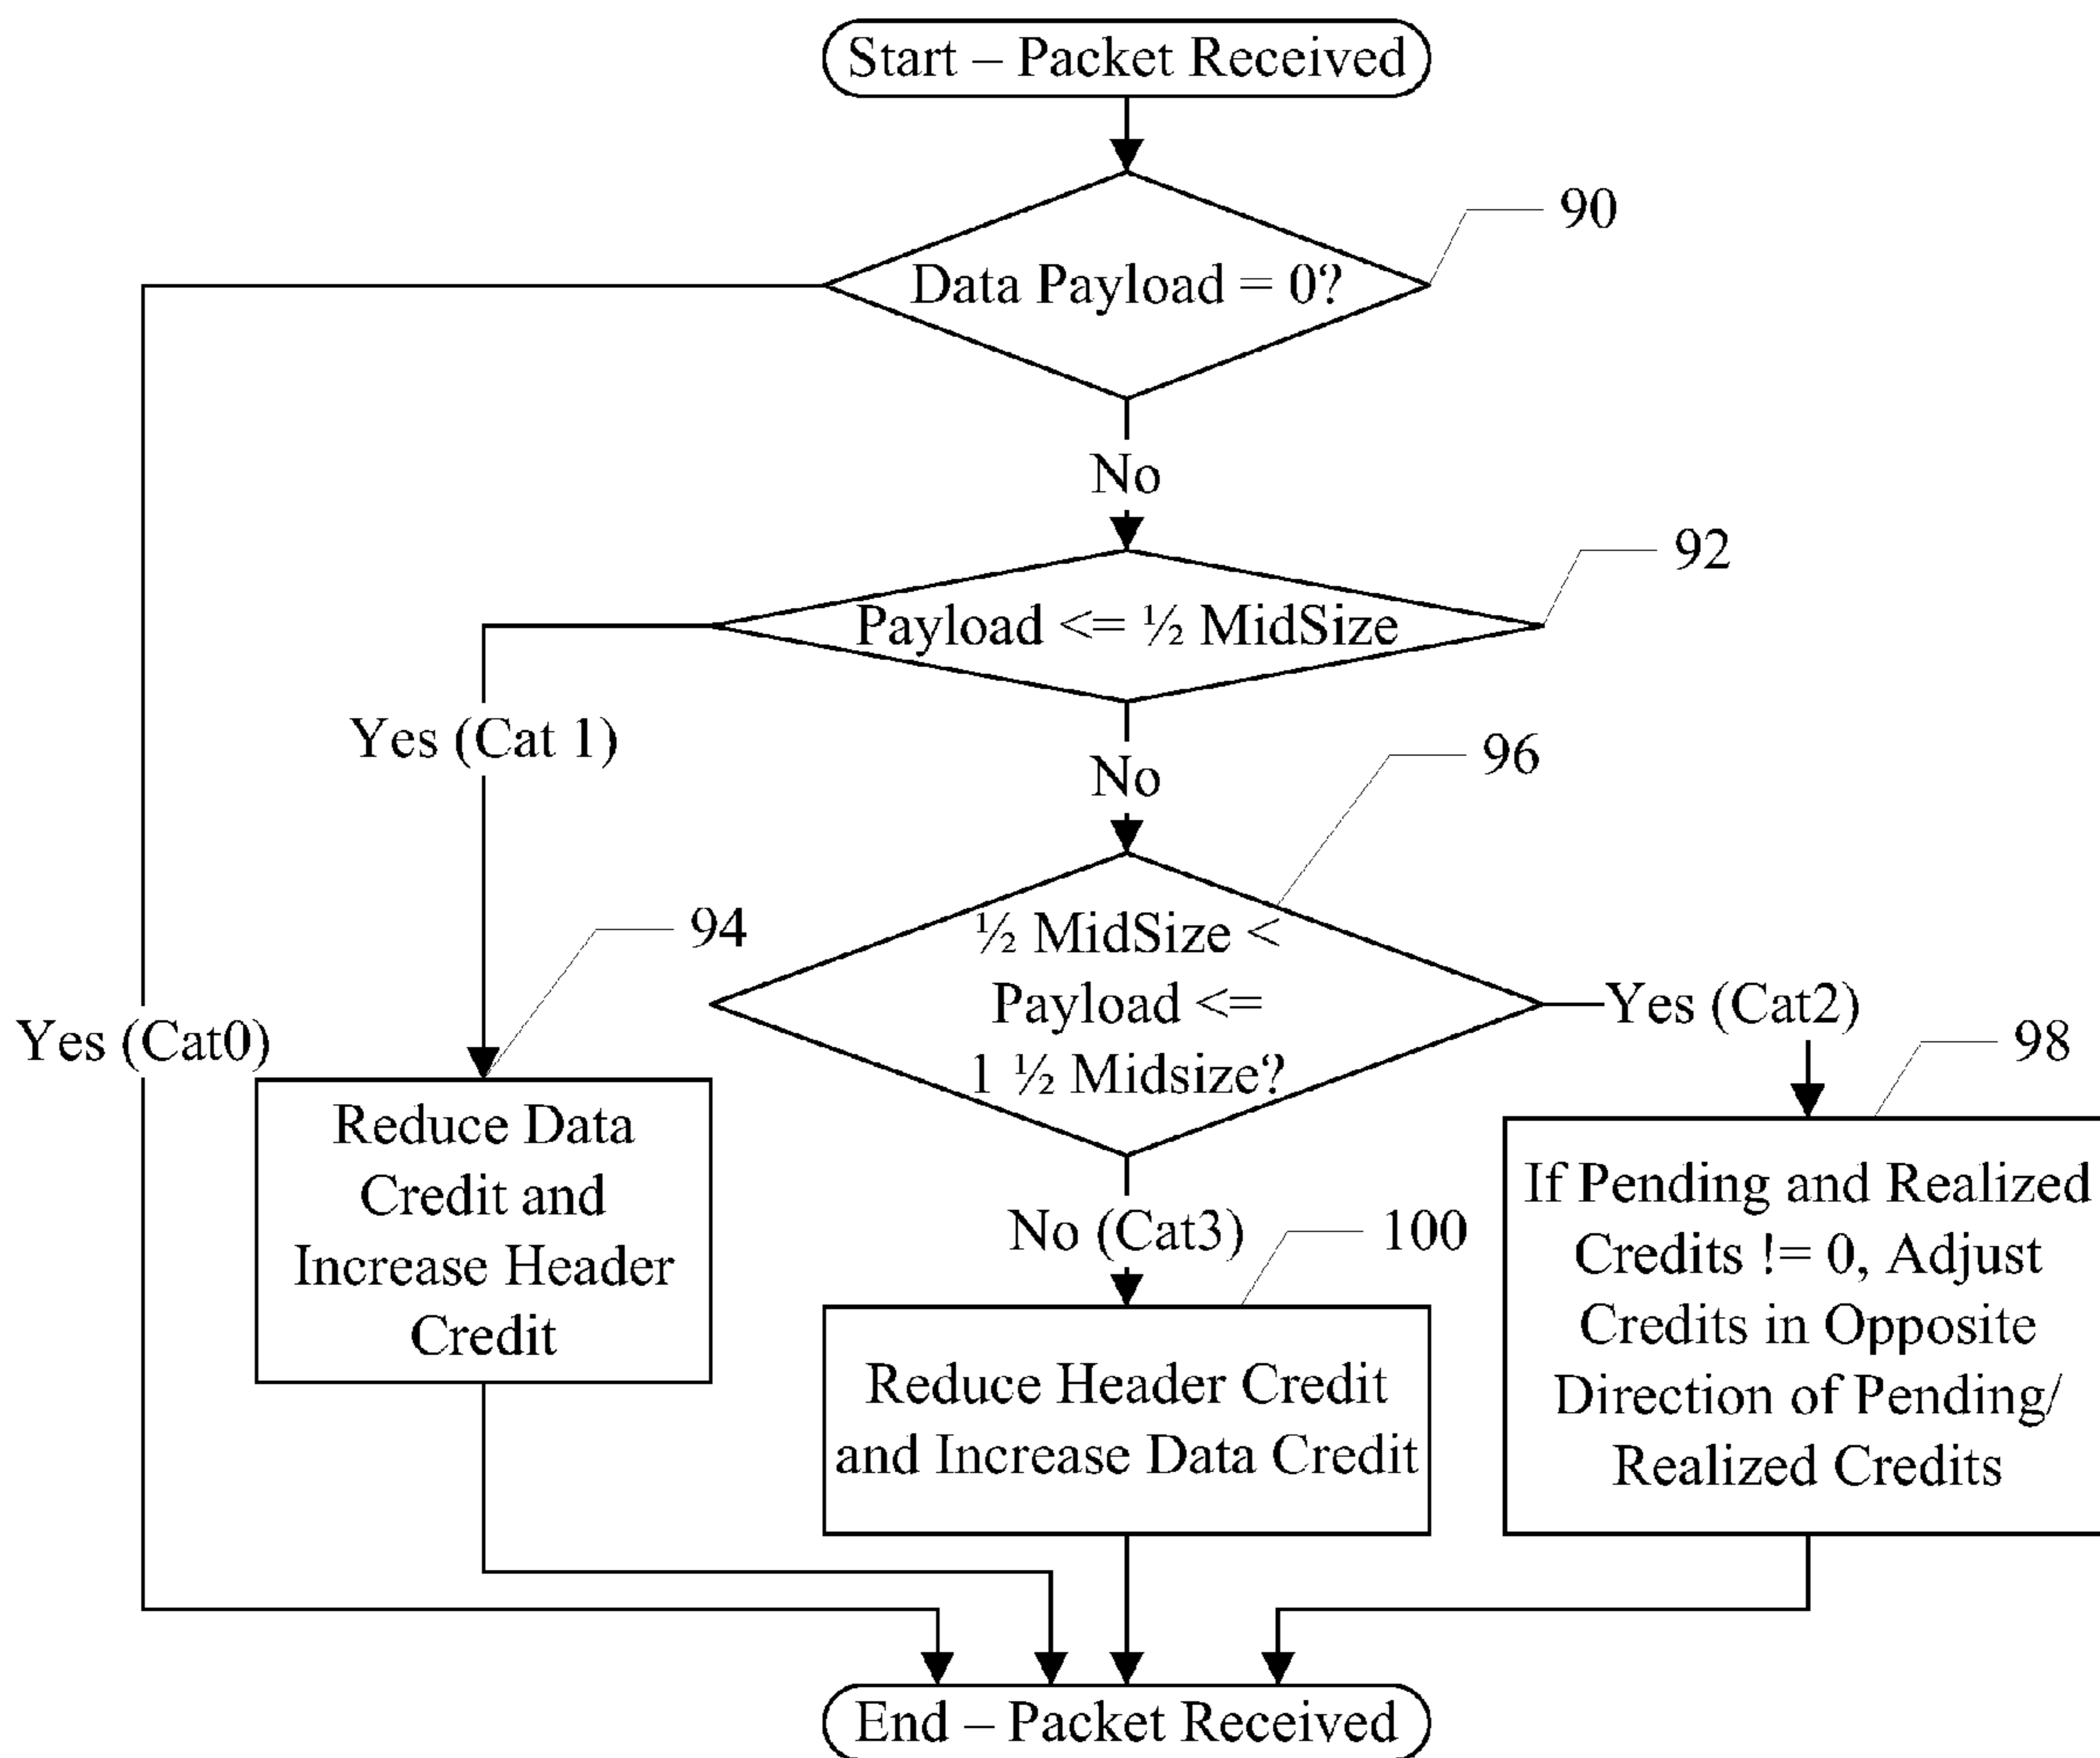 Start – Packet Received
90
Data Payload = 0?
No
92
Payload <= ½ MidSize
Yes (Cat 1)
No
96
94
½ MidSize <
Payload <=
1 ½ Midsize?
Yes (Cat2)
Yes (Cat0)
98
Reduce Data
Credit and
Increase Header
Credit
If Pending and Realized
Credits != 0, Adjust
Credits in Opposite
Direction of Pending/
Realized Credits
No (Cat3)
100
Reduce Header Credit
and Increase Data Credit
End – Packet Received